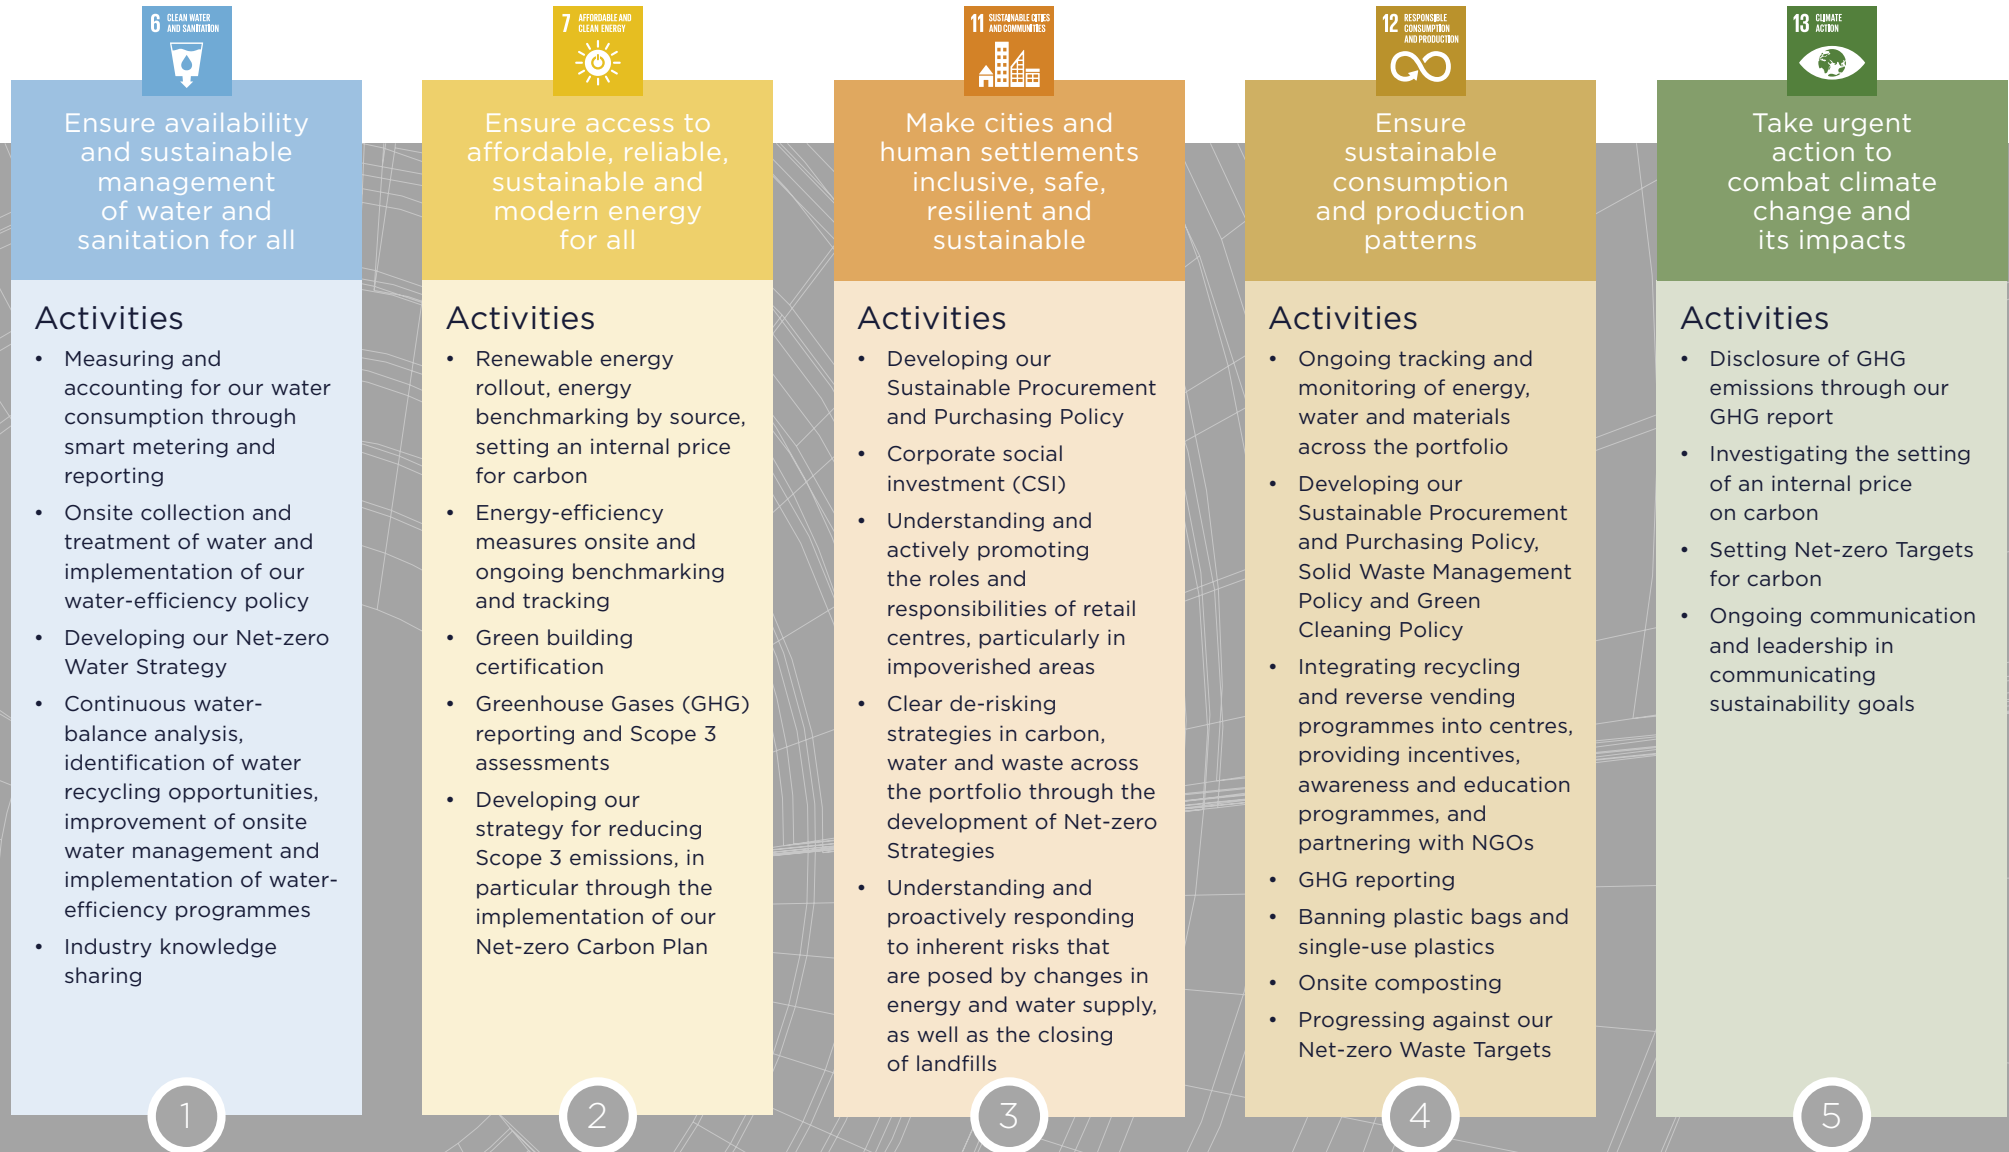 6 CLEAN WATER
AND SANITATION
Ensure availability
and sustainable
management
of water and
sanitation for all
Activities
• Measuring and
accounting for our water
consumption through
smart metering and
reporting
• Onsite collection and
treatment of water and
implementation of our
water-efficiency policy
• Developing our Net-zero
Water Strategy
• Continuous water-
balance analysis,
identification of water
recycling opportunities,
improvement of onsite
water management and
implementation of water-
efficiency programmes
• Industry knowledge
sharing
1
7 AFFORDABLE AND
CLEAN ENERGY
Ensure access to
affordable, reliable,
sustainable and
modern energy
for all
Activities
• Renewable energy
rollout, energy
benchmarking by source,
setting an internal price
for carbon
• Energy-efficiency
measures onsite and
ongoing benchmarking
and tracking
• Green building
certification
• Greenhouse Gases (GHG)
reporting and Scope 3
assessments
• Developing our
strategy for reducing
Scope 3 emissions, in
particular through the
implementation of our
Net-zero Carbon Plan
2
11 SUSTAINABLE CITIES
AND COMMUNITIES
Make cities and
human settlements
inclusive, safe,
resilient and
sustainable
Activities
• Developing our
Sustainable Procurement
and Purchasing Policy
• Corporate social
investment (CSI)
• Understanding and
actively promoting
the roles and
responsibilities of retail
centres, particularly in
impoverished areas
• Clear de-risking
strategies in carbon,
water and waste across
the portfolio through the
development of Net-zero
Strategies
• Understanding and
proactively responding
to inherent risks that
are posed by changes in
energy and water supply,
as well as the closing
of landfills
3
12 RESPONSIBLE
CONSUMPTION
AND PRODUCTION
Ensure
sustainable
consumption
and production
patterns
Activities
• Ongoing tracking and
monitoring of energy,
water and materials
across the portfolio
• Developing our
Sustainable Procurement
and Purchasing Policy,
Solid Waste Management
Policy and Green
Cleaning Policy
• Integrating recycling
and reverse vending
programmes into centres,
providing incentives,
awareness and education
programmes, and
partnering with NGOs
• GHG reporting
• Banning plastic bags and
single-use plastics
• Onsite composting
• Progressing against our
Net-zero Waste Targets
4
13 CLIMATE
ACTION
Take urgent
action to
combat climate
change and
its impacts
Activities
• Disclosure of GHG
emissions through our
GHG report
• Investigating the setting
of an internal price
on carbon
• Setting Net-zero Targets
for carbon
• Ongoing communication
and leadership in
communicating
sustainability goals
5